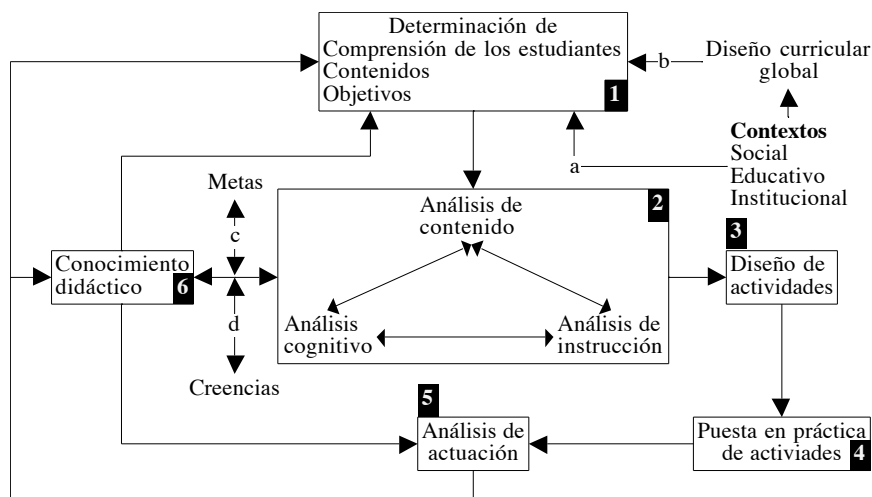 Determinación de
Comprensión de los estudiantes
Contenidos
Objetivos
1
b
Diseño curricular
global
a
Contextos
Social
Educativo
Institucional
Metas
c
Conocimiento
didáctico
6
d
Creencias
2
Análisis de
contenido
Análisis
cognitivo
Análisis de
instrucción
3
Diseño de
actividades
5
Análisis de
actuación
Puesta en práctica
de activiades
4